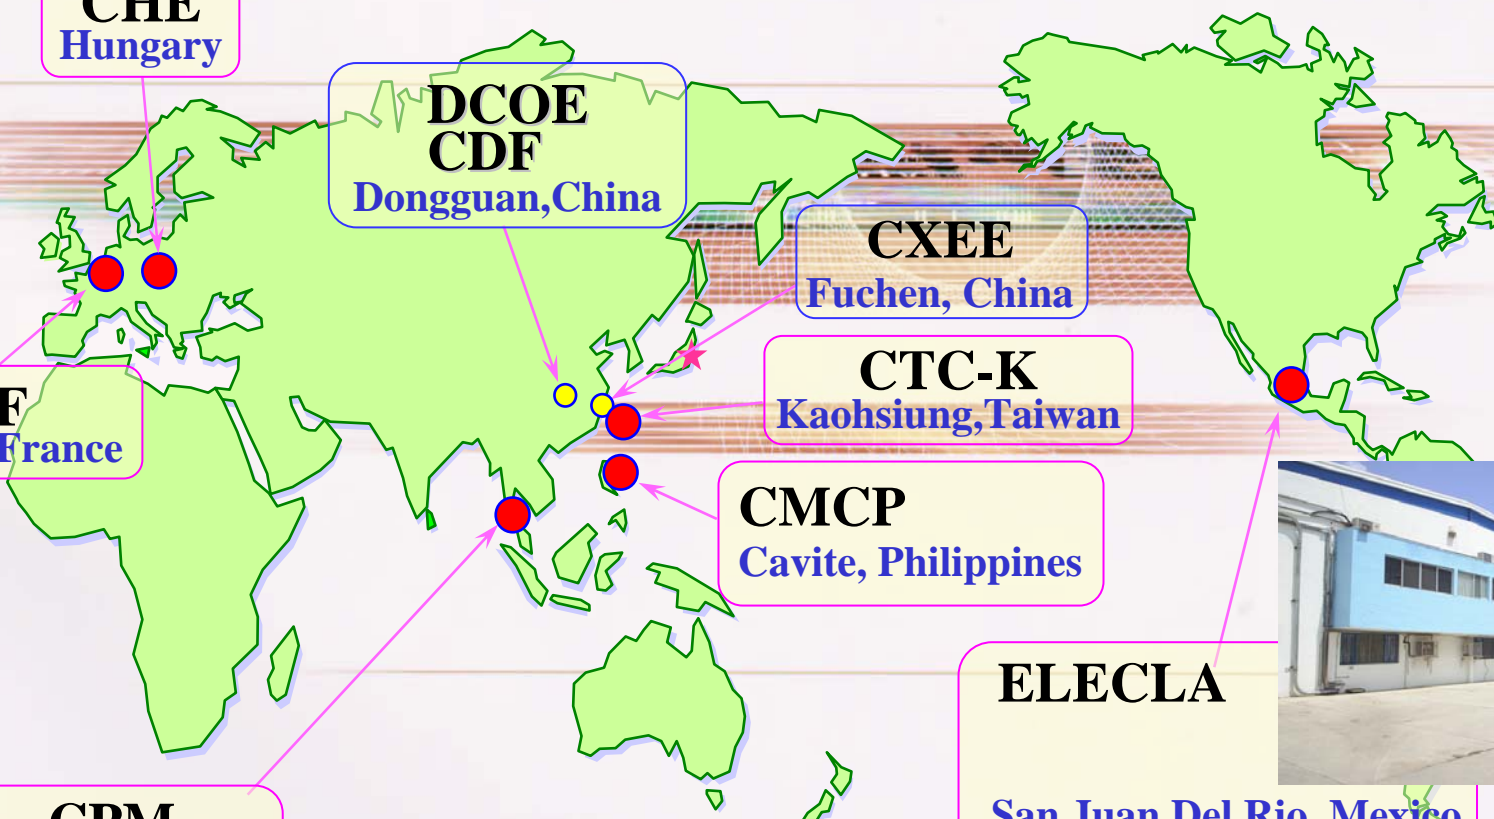 CHE
Hungary
DCOE
CDF
Dongguan,China
CXEE
Fuchen, China
CTC-K
Kaohsiung,Taiwan
F
France
CMCP
Cavite, Philippines
ELECLA
San Juan Del Rio, Mexico